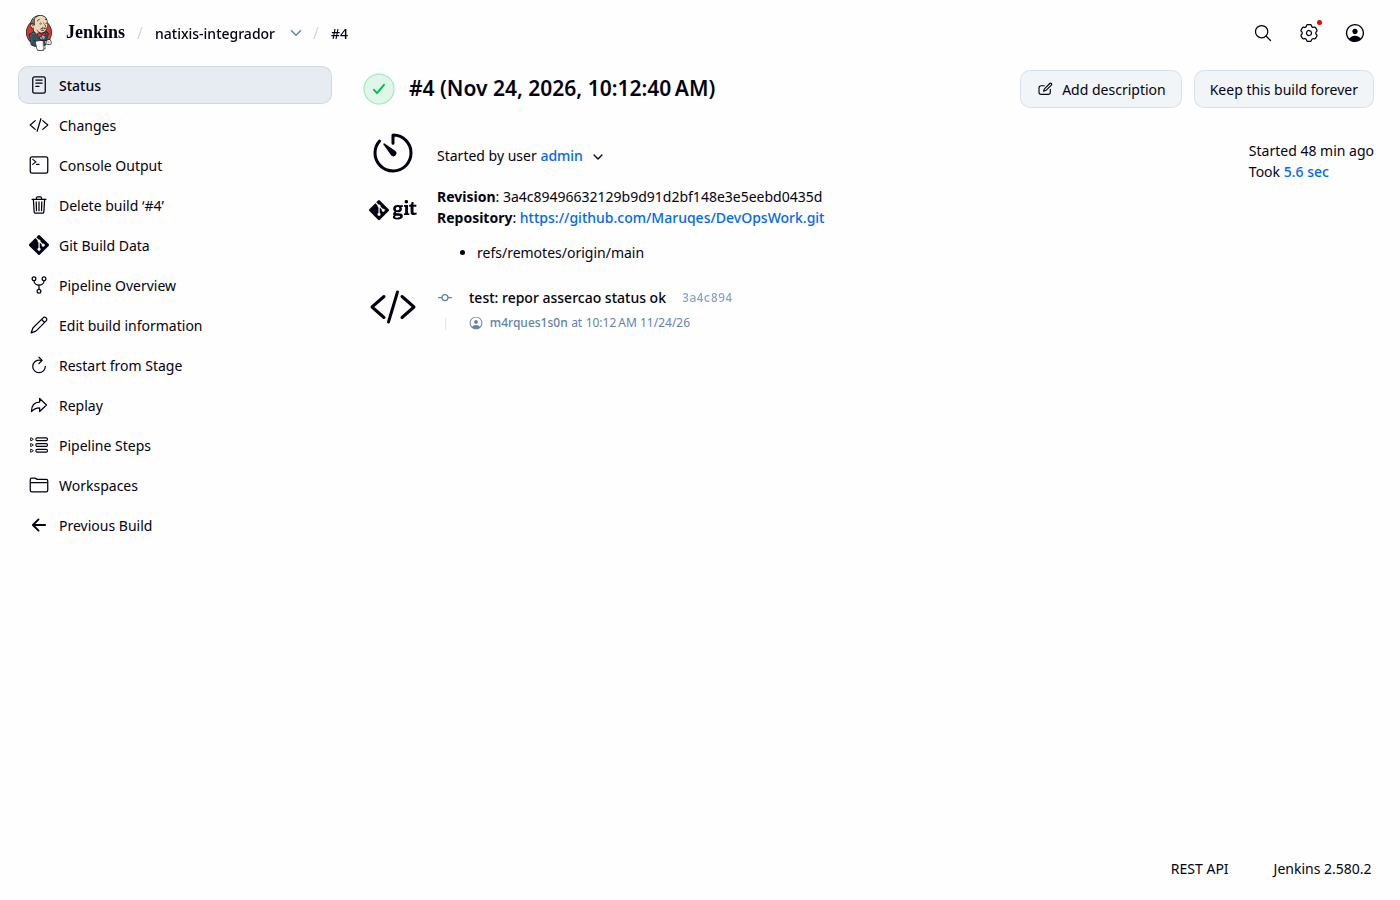 Jenkins / natixis-integrador / #4
Status
Changes
Console Output
Delete build ‘#4’
Git Build Data
Pipeline Overview
Edit build information
Restart from Stage
Replay
Pipeline Steps
Workspaces
Previous Build
#4 (Nov 24, 2026, 10:12:40 AM)
Add description
Keep this build forever
Started by user admin
Started 48 min ago
Took 5.6 sec
git
Revision: 3a4c89496632129b9d91d2bf148e3e5eebd0435d
Repository: https://github.com/Maruqes/DevOpsWork.git
refs/remotes/origin/main
test: repor assercao status ok 3a4c894
m4rques1s0n at 10:12 AM 11/24/26
REST API
Jenkins 2.580.2